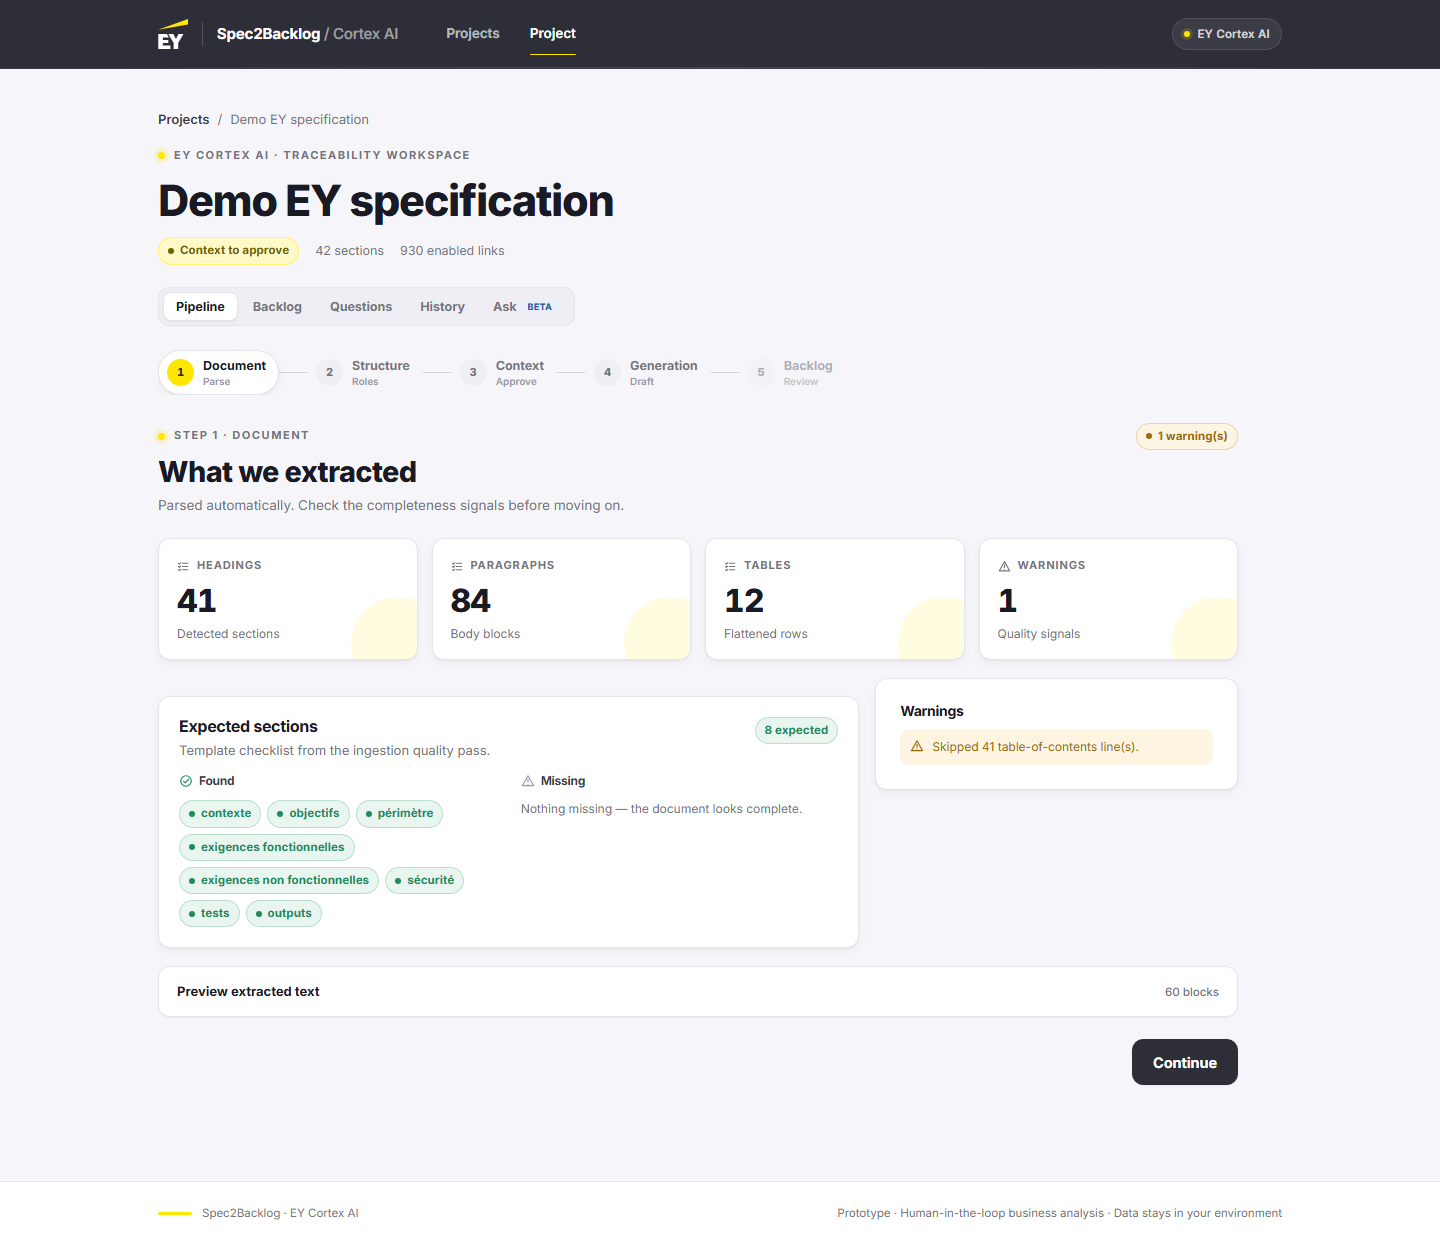 EY
Spec2Backlog / Cortex AI
Projects
Project
EY Cortex AI
Projects / Demo EY specification
EY CORTEX AI · TRACEABILITY WORKSPACE
Demo EY specification
Context to approve
42 sections
930 enabled links
Pipeline
Backlog
Questions
History
Ask BETA
1
Document
Parse
2
Structure
Roles
3
Context
Approve
4
Generation
Draft
5
Backlog
Review
STEP 1 · DOCUMENT
1 warning(s)
What we extracted
Parsed automatically. Check the completeness signals before moving on.
HEADINGS
41
Detected sections
PARAGRAPHS
84
Body blocks
TABLES
12
Flattened rows
WARNINGS
1
Quality signals
Expected sections
8 expected
Template checklist from the ingestion quality pass.
Found
contexte
objectifs
périmètre
exigences fonctionnelles
exigences non fonctionnelles
sécurité
tests
outputs
Missing
Nothing missing — the document looks complete.
Warnings
Skipped 41 table-of-contents line(s).
Preview extracted text
60 blocks
Continue
Spec2Backlog · EY Cortex AI
Prototype · Human-in-the-loop business analysis · Data stays in your environment